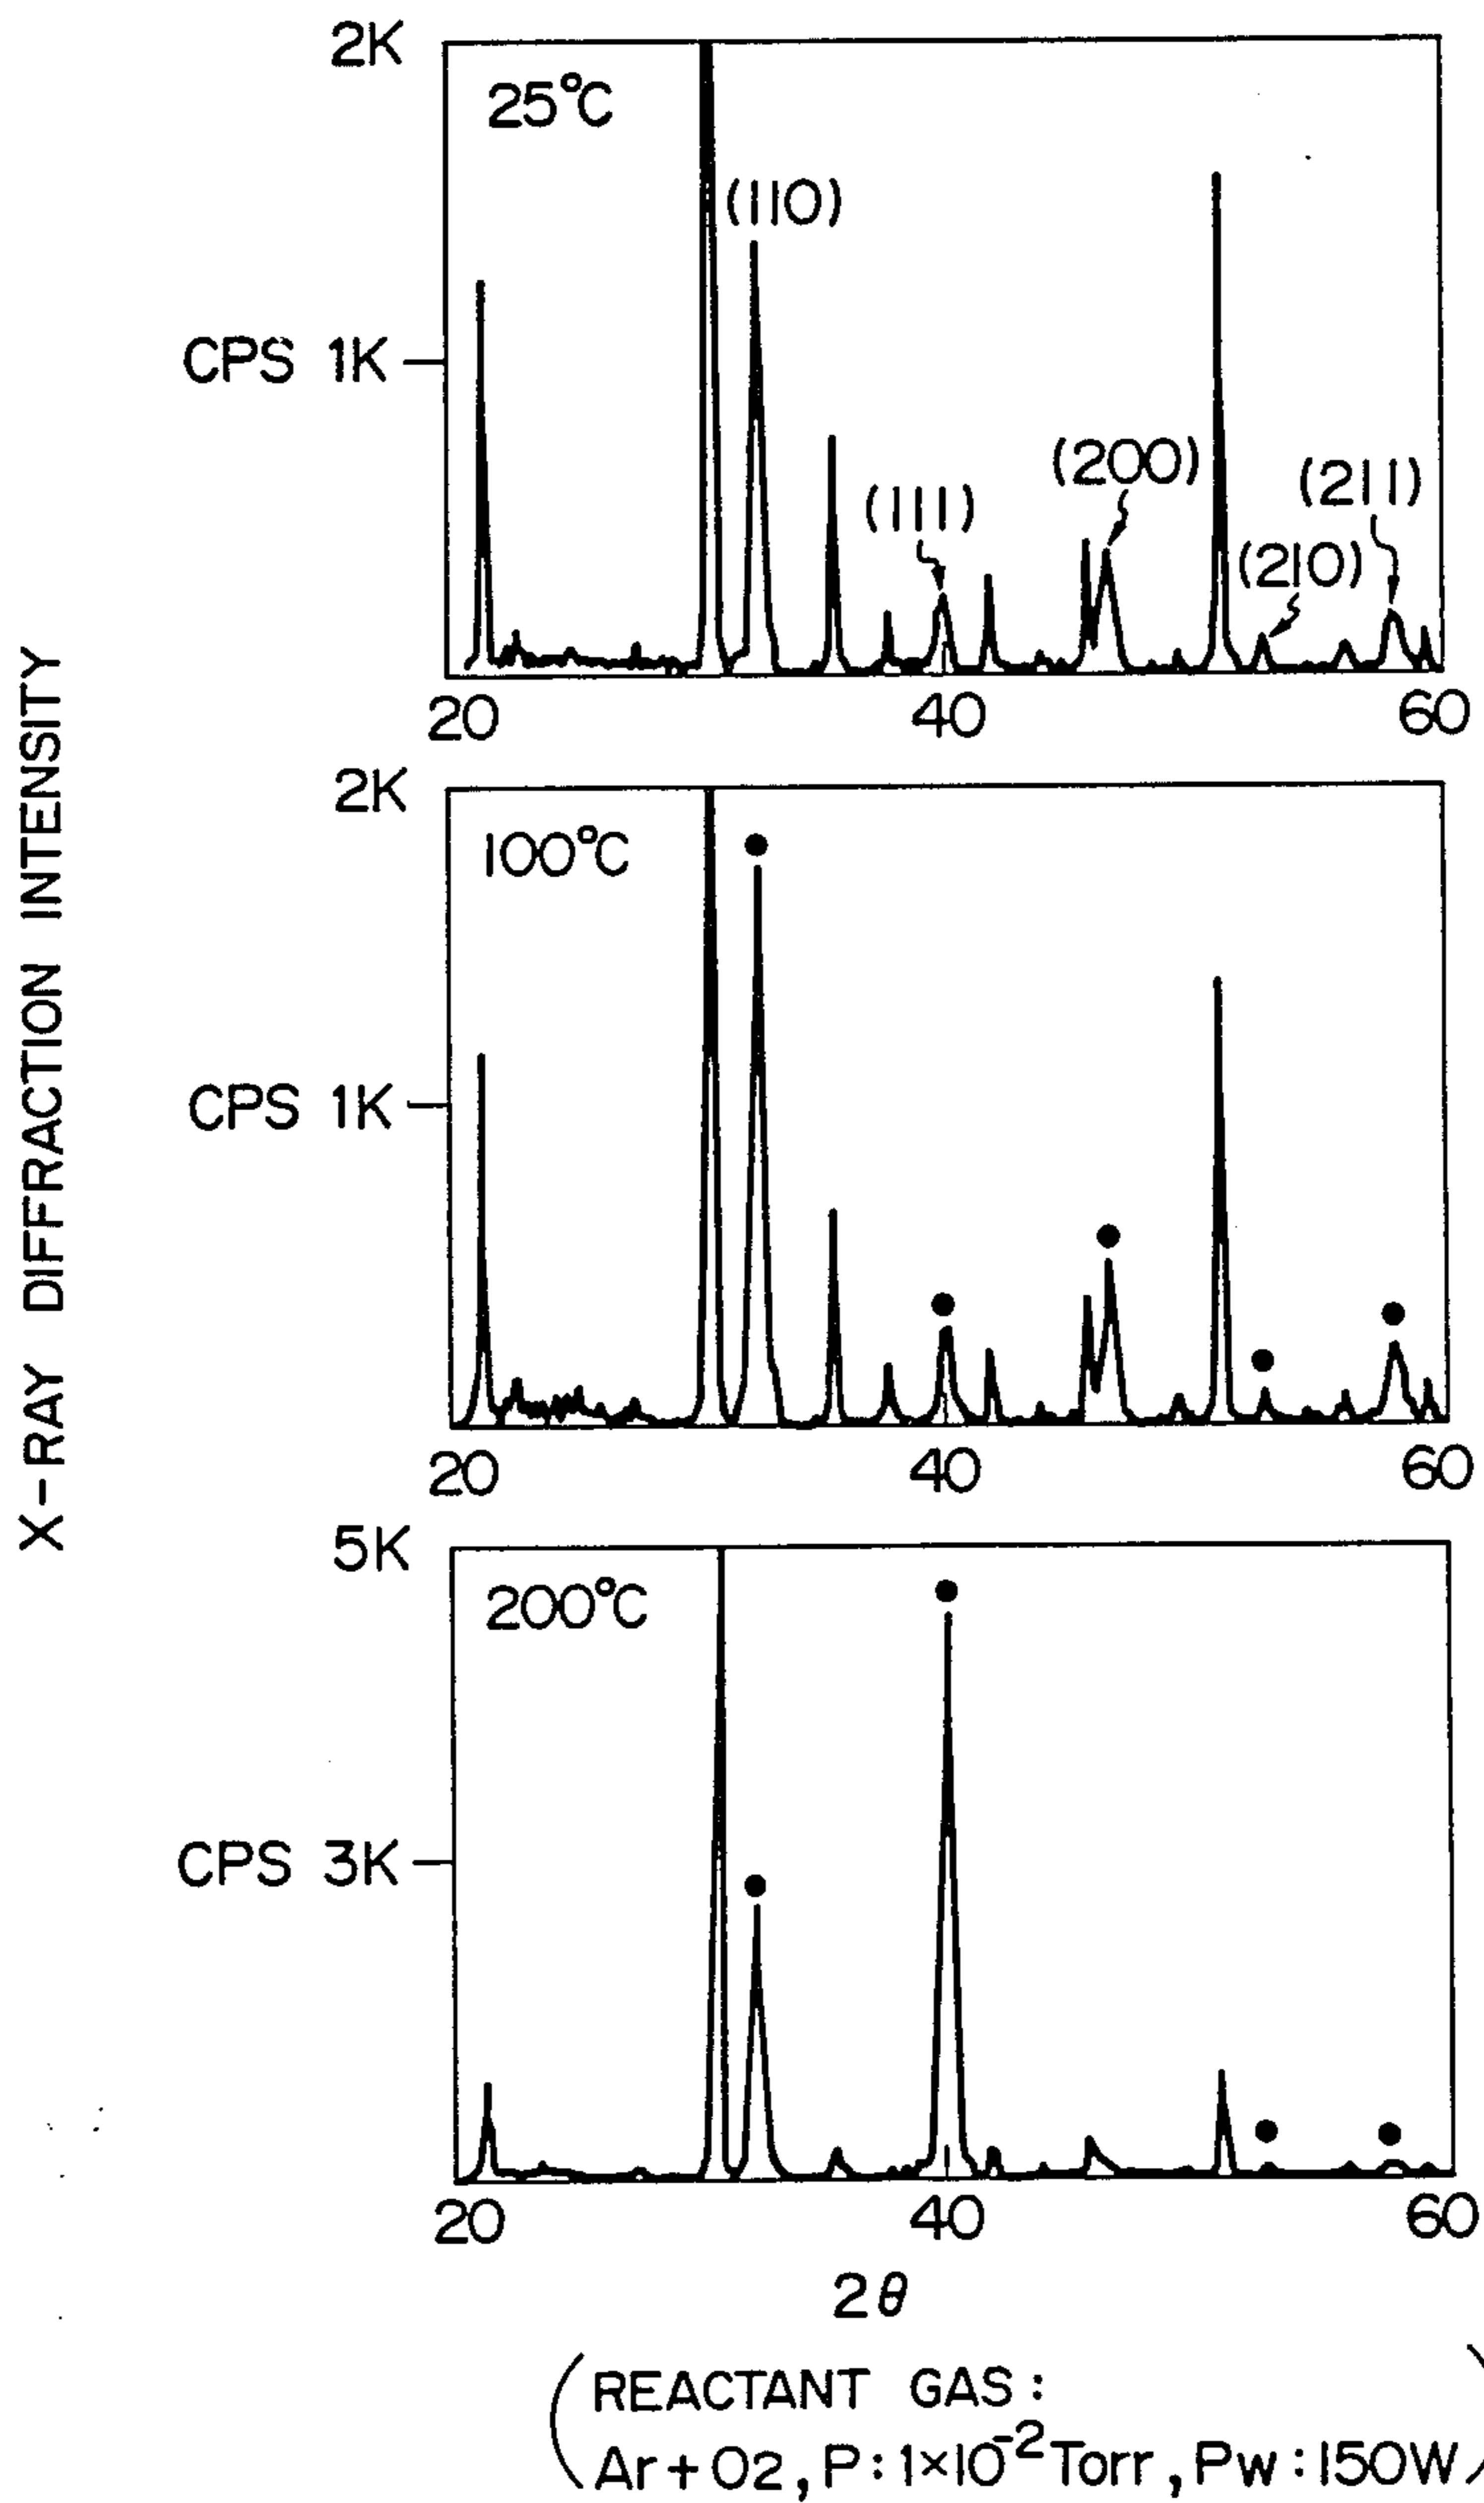 X-RAY DIFFRACTION INTENSITY
2K
25°C
(110)
CPS 1K
(111)
(200)
(210)
(211)
20 40 60
2K
100°C
CPS 1K
20 40 60
5K
200°C
CPS 3K
20 40 60
2θ
(REACTANT GAS:
Ar+O2, P:1×10⁻² Torr, Pw:150W)